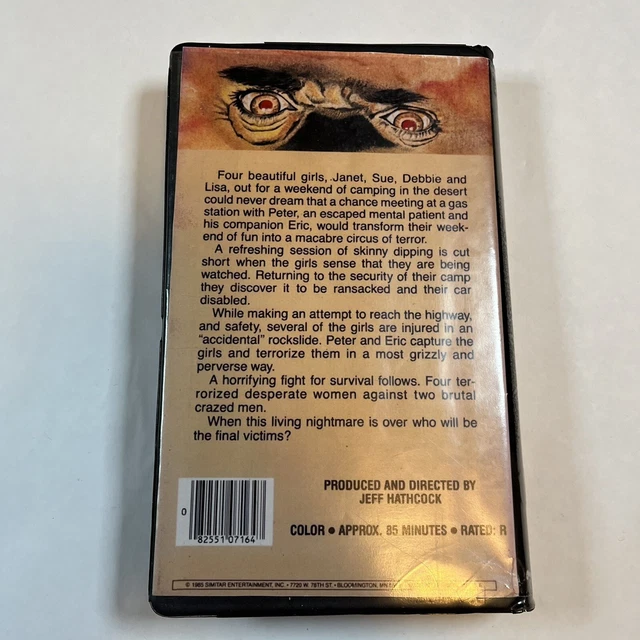 Four beautiful girls, Janet, Sue, Debbie and
Lisa, out for a weekend of camping in the desert
could never dream that a chance meeting at a gas
station with Peter, an escaped mental patient and
his companion Eric, would transform their week-
end of fun into a macabre circus of terror.
A refreshing session of skinny dipping is cut
short when the girls sense that they are being
watched. Returning to the security of their camp
they discover it to be ransacked and their car
disabled.
While making an attempt to reach the highway,
and safety, several of the girls are injured in an
"accidental" rockslide. Peter and Eric capture the
girls and terrorize them in a most grizzly and
perverse way.
A horrifying fight for survival follows. Four ter-
rorized desperate women against two brutal
crazed men.
When this living nightmare is over who will be
the final victims?
PRODUCED AND DIRECTED BY
JEFF HATHCOCK
0 82551 07164
COLOR • APPROX. 85 MINUTES • RATED: R
© 1985 SIMITAR ENTERTAINMENT, INC. • 7720 W. 78TH ST. • BLOOMINGTON, MN